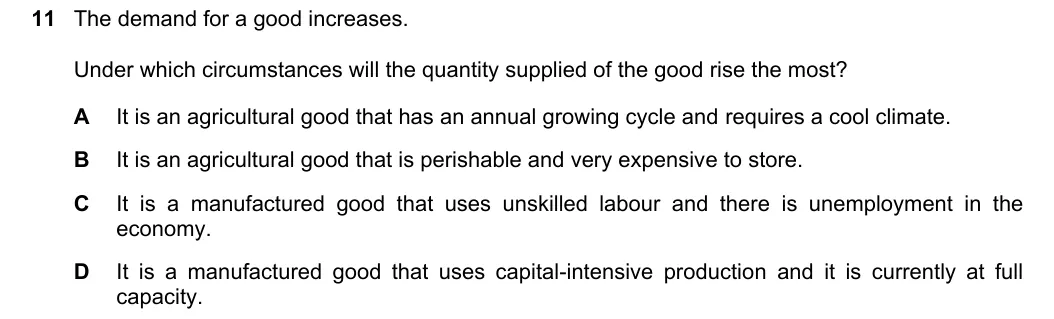 11 The demand for a good increases.
Under which circumstances will the quantity supplied of the good rise the most?
A It is an agricultural good that has an annual growing cycle and requires a cool climate.
B It is an agricultural good that is perishable and very expensive to store.
C It is a manufactured good that uses unskilled labour and there is unemployment in the
economy.
D It is a manufactured good that uses capital-intensive production and it is currently at full
capacity.